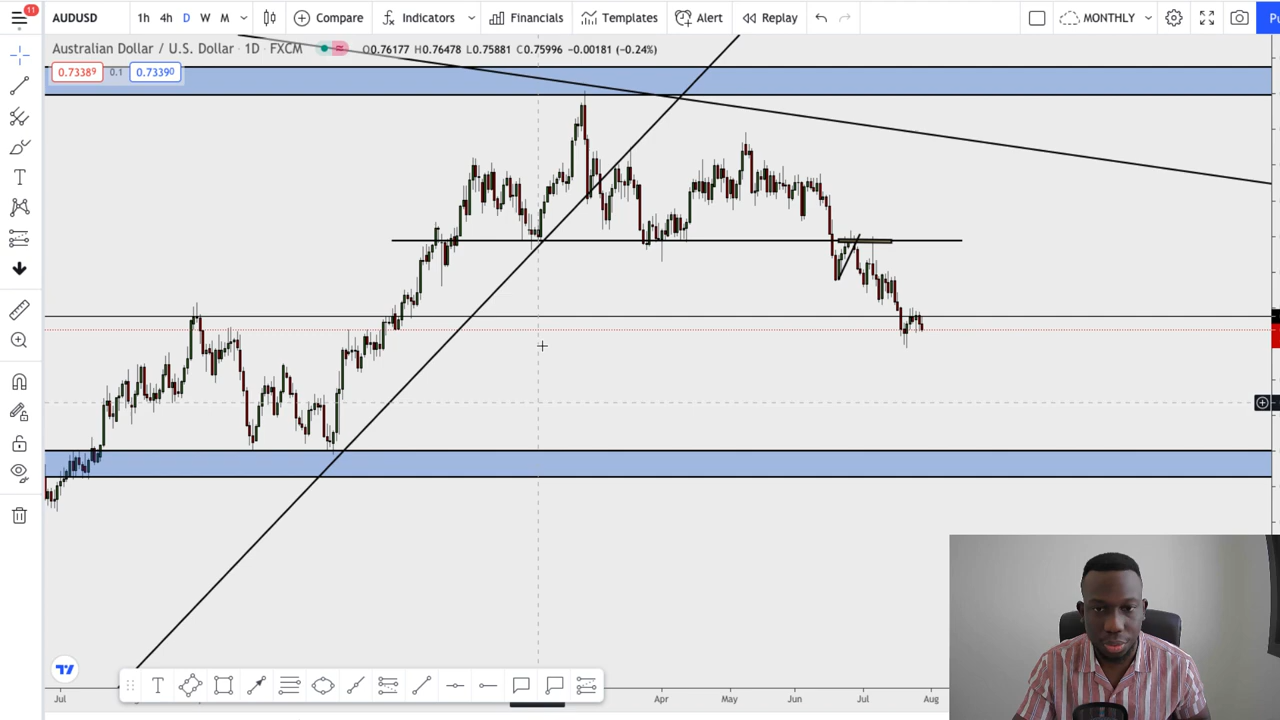 11
AUDUSD
1h 4h D W M
Compare
Indicators
Financials
Templates
Alert
Replay
MONTHLY
Pu
Australian Dollar / U.S. Dollar · 1D · FXCM
O0.76177 H0.76478 L0.75881 C0.75996 −0.00181 (−0.24%)
0.73389 0.1 0.73390
T
T
Jul Apr May Jun Jul Aug